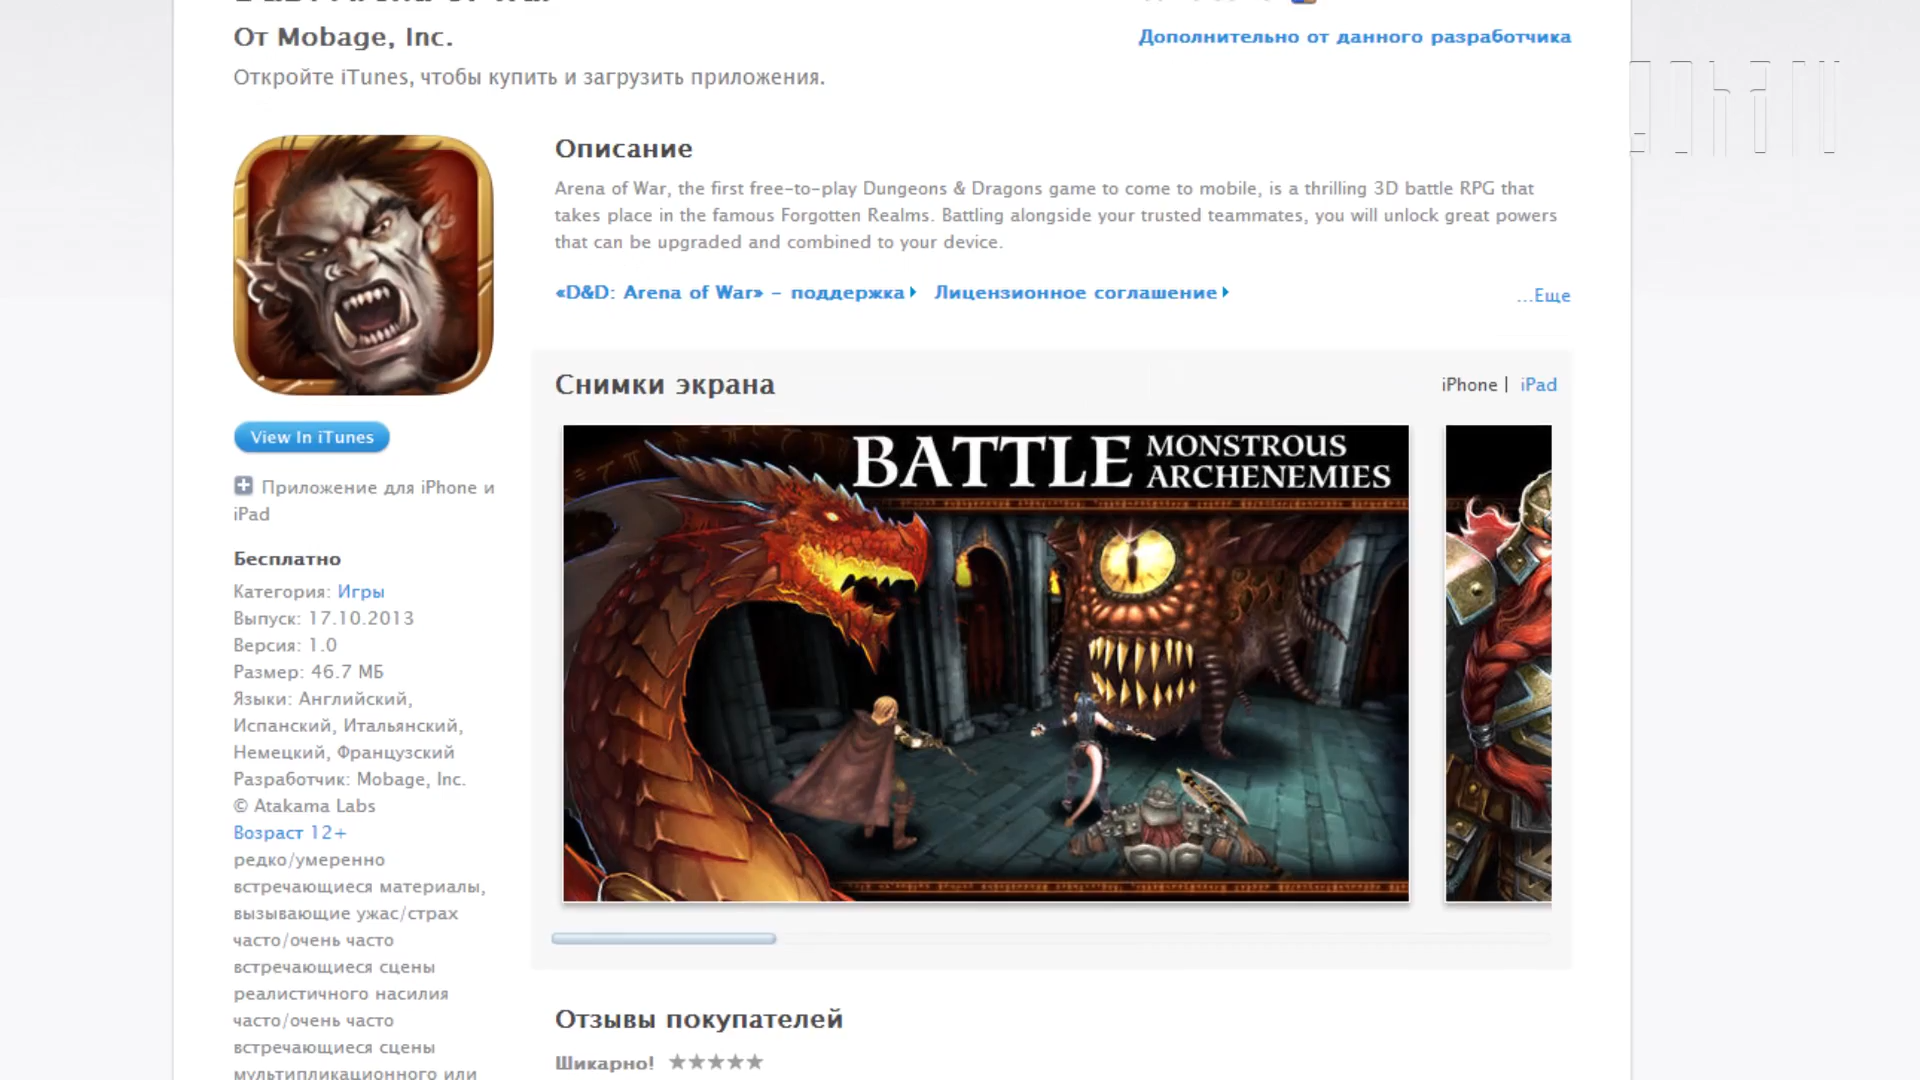 От Mobage, Inc.
Дополнительно от данного разработчика
Откройте iTunes, чтобы купить и загрузить приложения.
View In iTunes
Приложение для iPhone и
iPad
Бесплатно
Категория: Игры
Выпуск: 17.10.2013
Версия: 1.0
Размер: 46.7 МБ
Языки: Английский,
Испанский, Итальянский,
Немецкий, Французский
Разработчик: Mobage, Inc.
© Atakama Labs
Возраст 12+
редко/умеренно
встречающиеся материалы,
вызывающие ужас/страх
часто/очень часто
встречающиеся сцены
реалистичного насилия
часто/очень часто
встречающиеся сцены
мультипликационного или
Описание
Arena of War, the first free-to-play Dungeons & Dragons game to come to mobile, is a thrilling 3D battle RPG that
takes place in the famous Forgotten Realms. Battling alongside your trusted teammates, you will unlock great powers
that can be upgraded and combined to your device.
«D&D: Arena of War» - поддержка Лицензионное соглашение
...Еще
Снимки экрана
iPhone | iPad
BATTLE MONSTROUS
ARCHENEMIES
Отзывы покупателей
Шикарно! ★★★★★